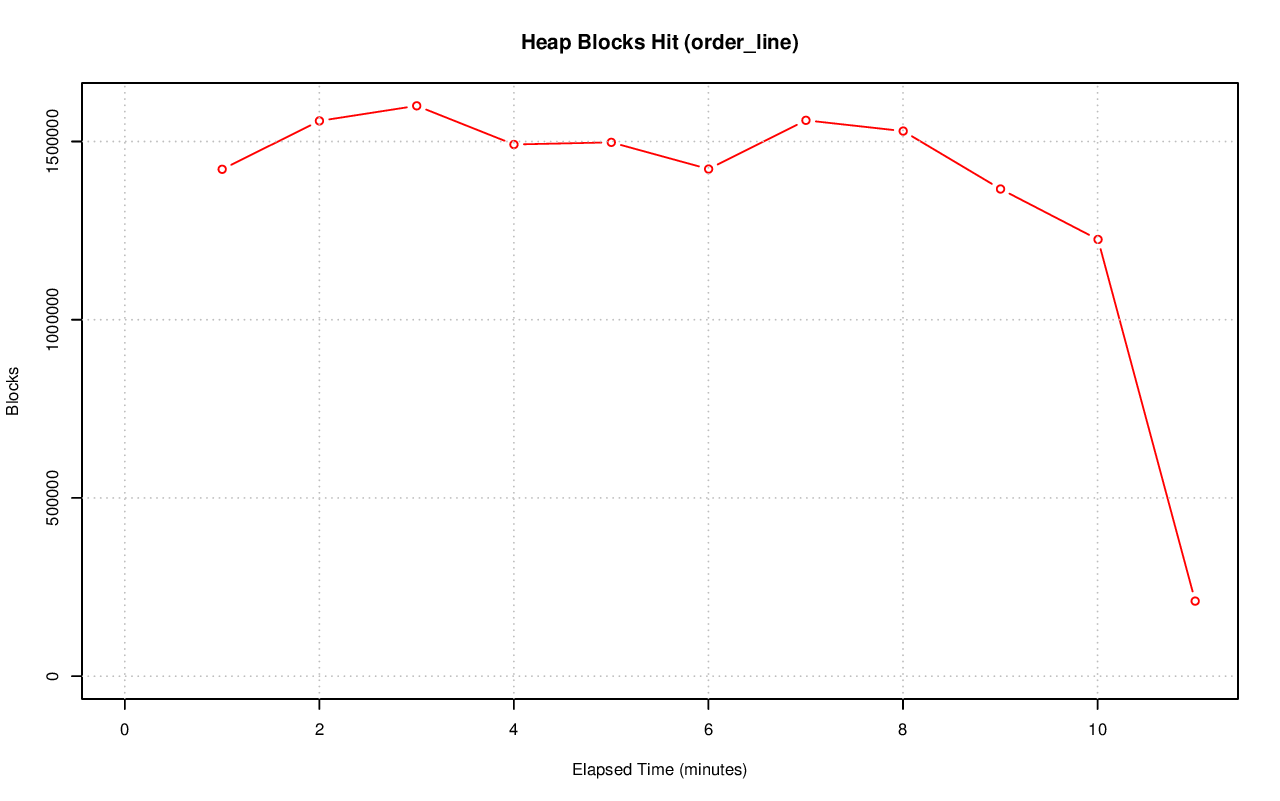 Heap Blocks Hit (order_line)
Blocks
1500000
1000000
500000
0
0 2 4 6 8 10
Elapsed Time (minutes)